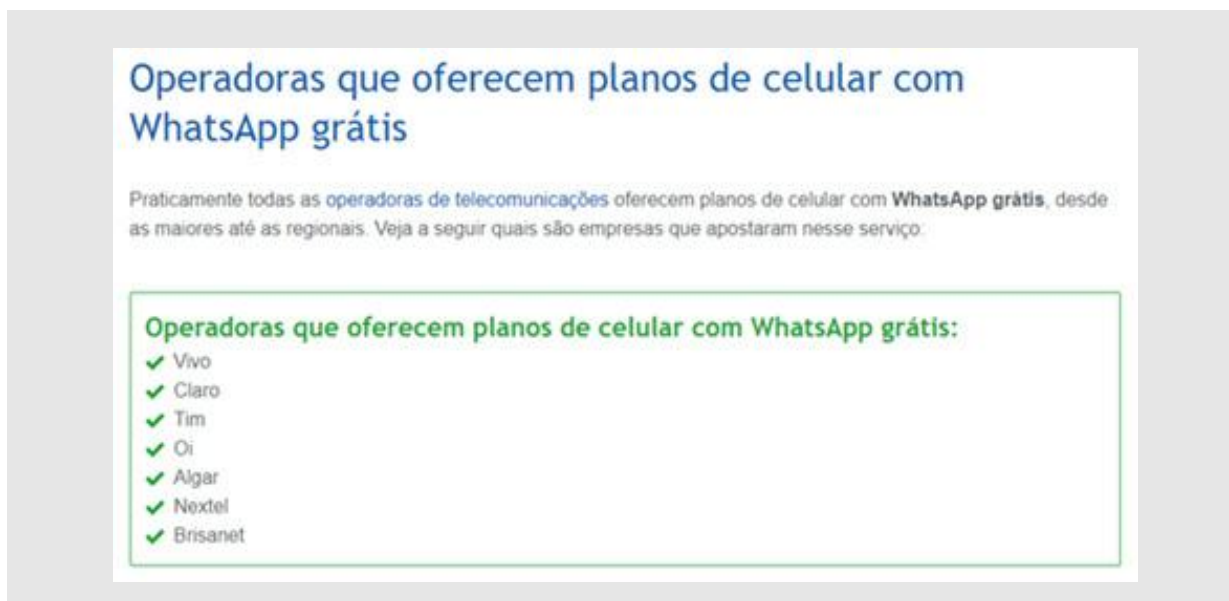 Operadoras que oferecem planos de celular com
WhatsApp grátis
Praticamente todas as operadoras de telecomunicações oferecem planos de celular com WhatsApp grátis, desde
as maiores até as regionais. Veja a seguir quais são empresas que apostaram nesse serviço:
Operadoras que oferecem planos de celular com WhatsApp grátis:
Vivo
Claro
Tim
Oi
Algar
Nextel
Brisanet